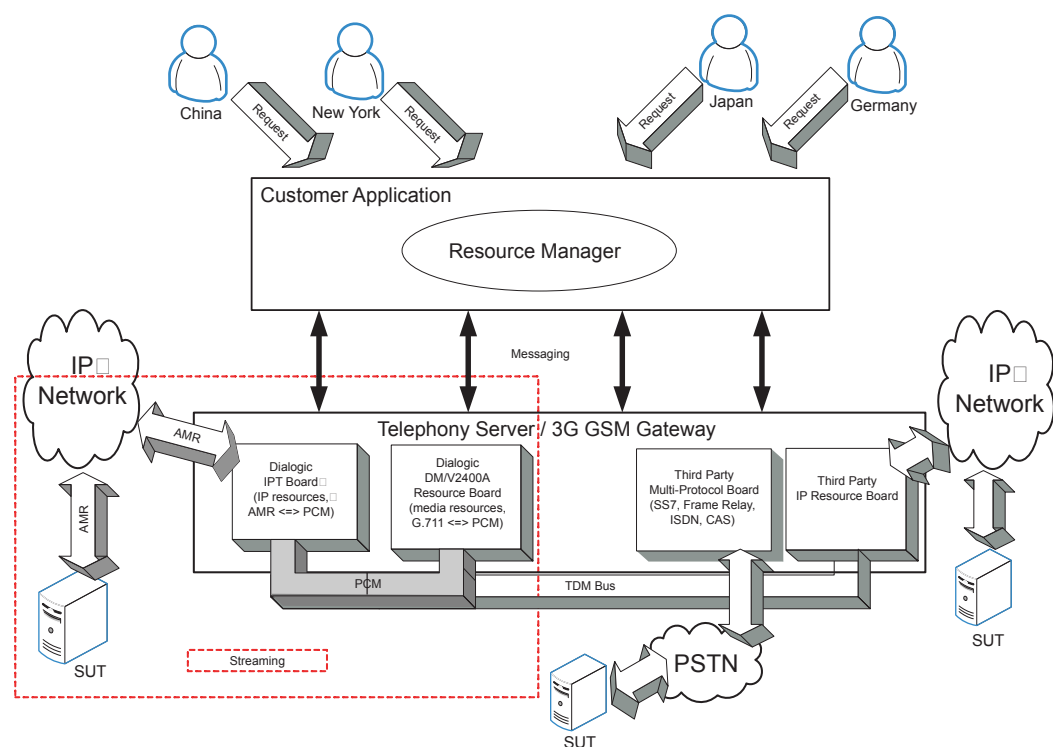 China
New York
Japan
Germany
Request
Request
Request
Request
Customer Application
Resource Manager
Messaging
IP□
Network
IP□
Network
AMR
Telephony Server / 3G GSM Gateway
Dialogic
IPT Board□
(IP resources,□
AMR <=> PCM)
Dialogic
DM/V2400A
Resource Board
(media resources,
G.711 <=> PCM)
Third Party
Multi-Protocol Board
(SS7, Frame Relay,
ISDN, CAS)
Third Party
IP Resource Board
AMR
PCM
TDM Bus
SUT
SUT
Streaming
PSTN
SUT